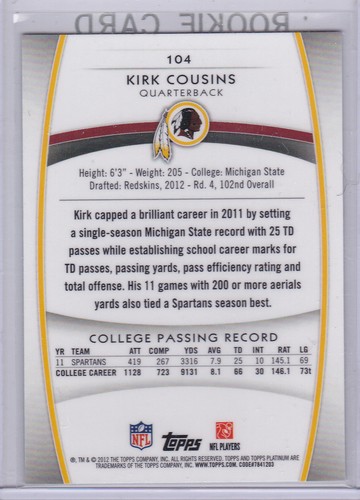 ROOKIE CARD
104
KIRK COUSINS
QUARTERBACK
Height: 6'3" - Weight: 205 - College: Michigan State
Drafted: Redskins, 2012 - Rd. 4, 102nd Overall
Kirk capped a brilliant career in 2011 by setting
a single-season Michigan State record with 25 TD
passes while establishing school career marks for
TD passes, passing yards, pass efficiency rating and
total offense. His 11 games with 200 or more aerials
yards also tied a Spartans season best.
COLLEGE PASSING RECORD
YR TEAM ATT COMP YDS AVG TD INT RAT LG
11 SPARTANS 419 267 3316 7.9 25 10 145.1 69
COLLEGE CAREER 1128 723 9131 8.1 66 30 146.1 73t
NFL
Topps
NFL PLAYERS
®, TM & © 2012 THE TOPPS COMPANY, INC. ALL RIGHTS RESERVED. TOPPS AND TOPPS PLATINUM ARE
TRADEMARKS OF THE TOPPS COMPANY, INC. WWW.TOPPS.COM. CODE#7841203